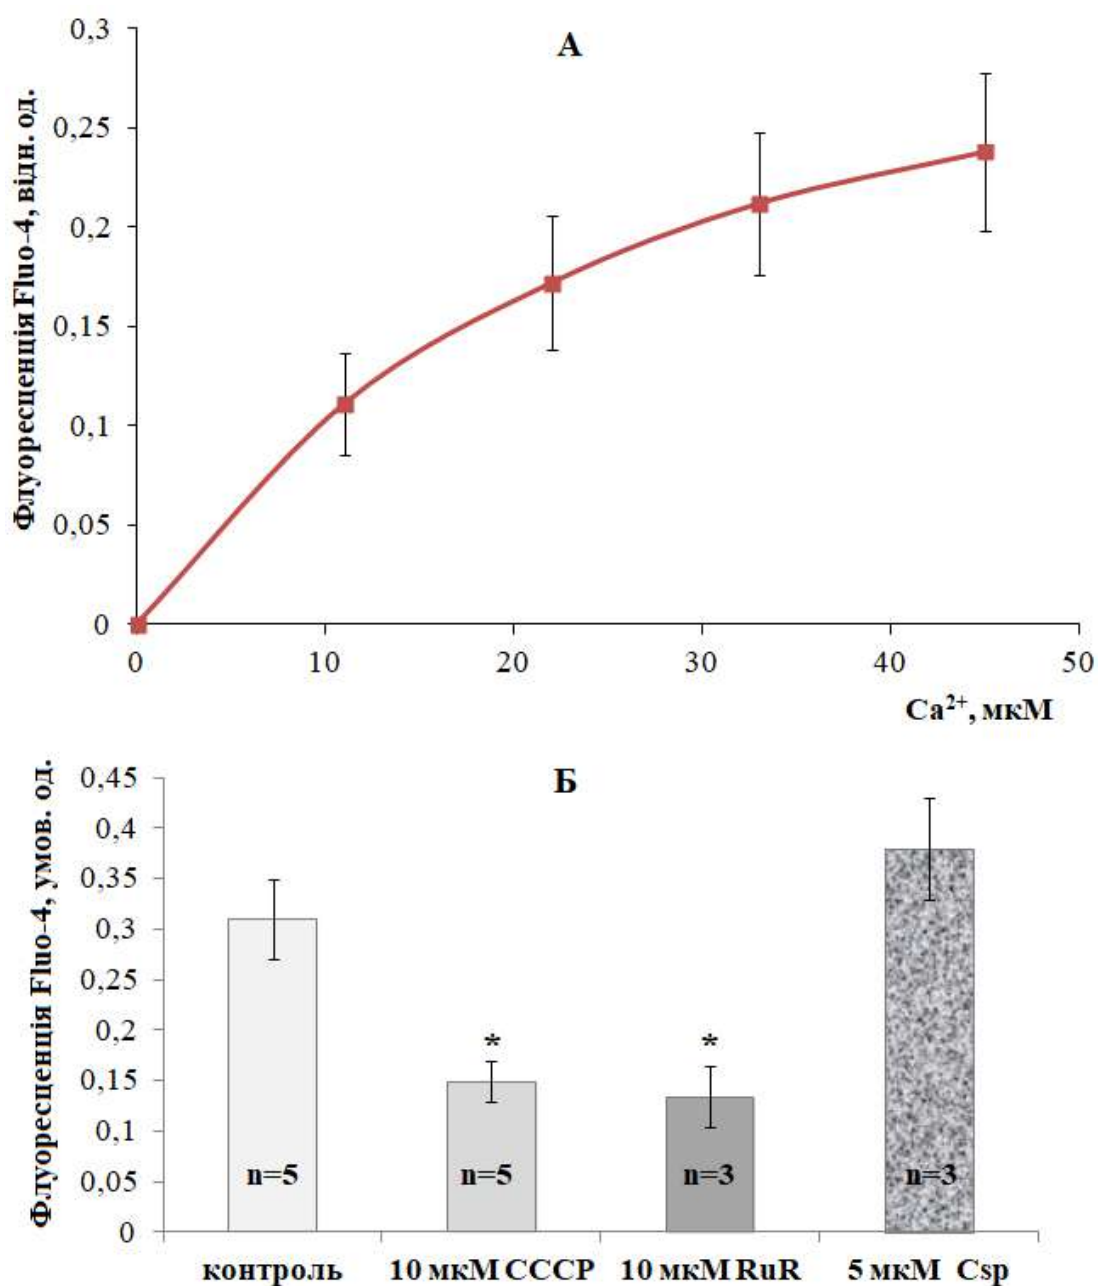 А
Флуоресценція Fluo-4, відн. од.
0,3
0,25
0,2
0,15
0,1
0,05
0
0 10 20 30 40 50
Ca²⁺, мкМ
Б
Флуоресценція Fluo-4, умов. од.
0,45
0,4
0,35
0,3
0,25
0,2
0,15
0,1
0,05
0
* *
n=5 n=5 n=3 n=3
контроль 10 мкМ CCCP 10 мкМ RuR 5 мкМ Csp